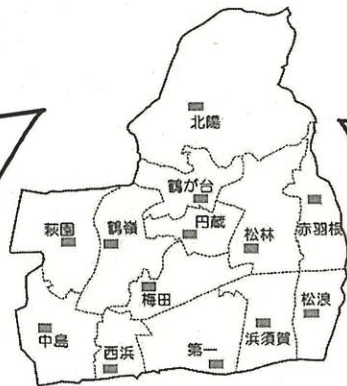 北陽
鶴が台
萩園
鶴嶺
円蔵
松林
赤羽根
梅田
中島
西浜
第一
浜須賀
松浪